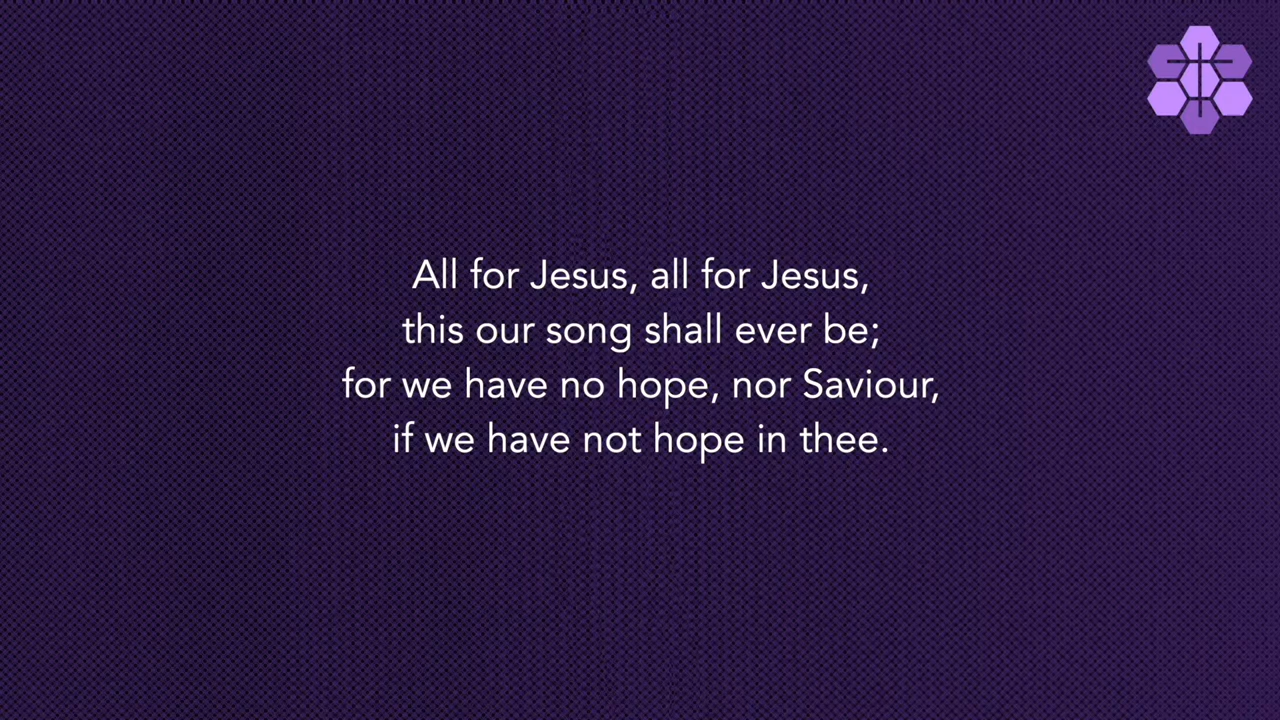 All for Jesus, all for Jesus,
this our song shall ever be;
for we have no hope, nor Saviour,
if we have not hope in thee.